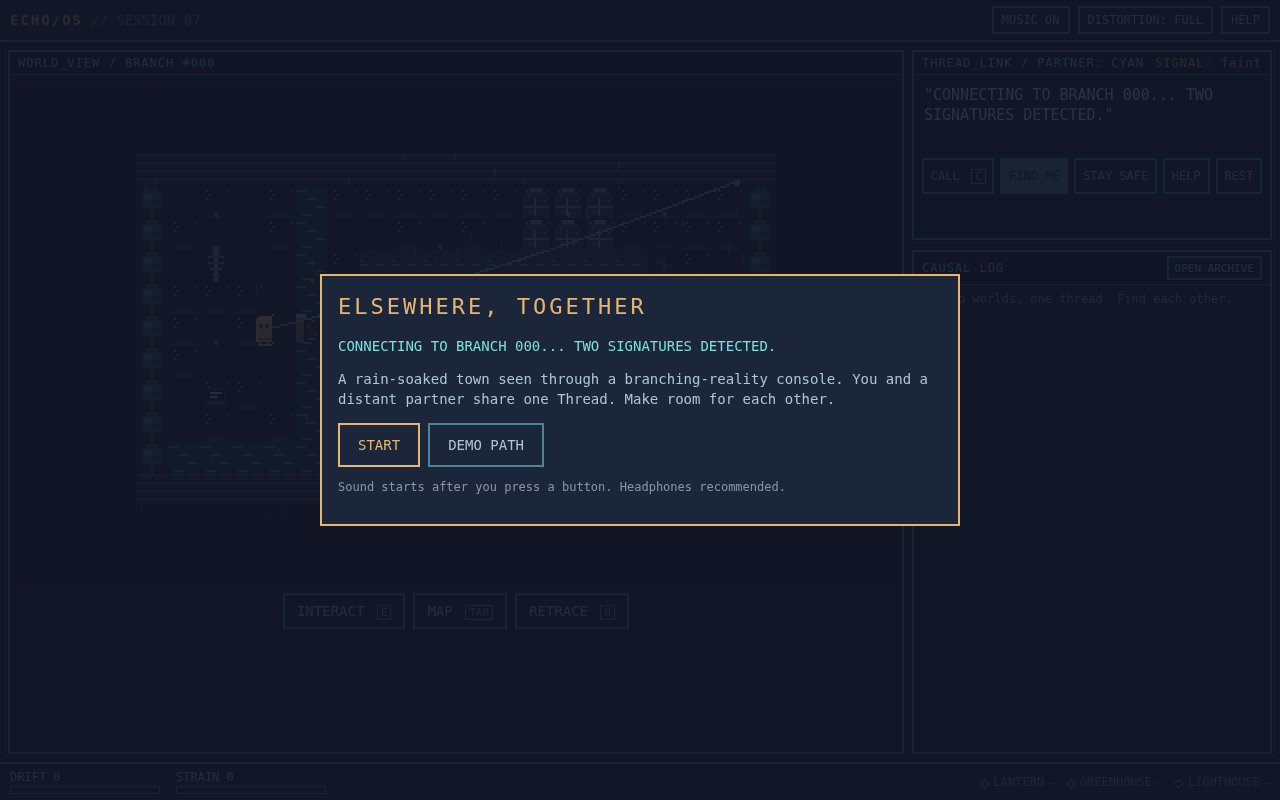 ECHO/OS // SESSION 07
MUSIC ON
DISTORTION: FULL
HELP
WORLD_VIEW / BRANCH #000
THREAD_LINK / PARTNER: CYAN SIGNAL: faint
"CONNECTING TO BRANCH 000... TWO
SIGNATURES DETECTED."
CALL C
FIND ME
STAY SAFE
HELP
REST
CAUSAL LOG
OPEN ARCHIVE
worlds, one thread. Find each other.
ELSEWHERE, TOGETHER
CONNECTING TO BRANCH 000... TWO SIGNATURES DETECTED.
A rain-soaked town seen through a branching-reality console. You and a
distant partner share one Thread. Make room for each other.
START
DEMO PATH
Sound starts after you press a button. Headphones recommended.
INTERACT E
MAP TAB
RETRACE R
DRIFT 0
STRAIN 0
◇ LANTERN — ◇ GREENHOUSE — ◇ LIGHTHOUSE —